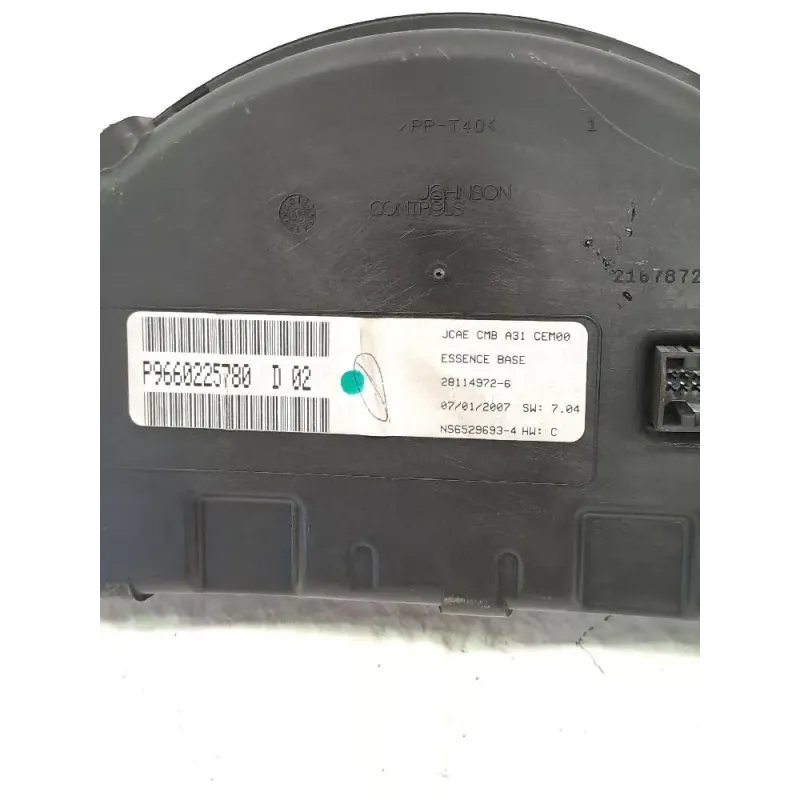 >PP-T40<
1
JOHNSON
CONTROLS
2167872
JCAE CMB A31 CEM00
ESSENCE BASE
P9660225780 D 02
28114972-6
07/01/2007 SW: 7.04
NS6529693-4 HW: C